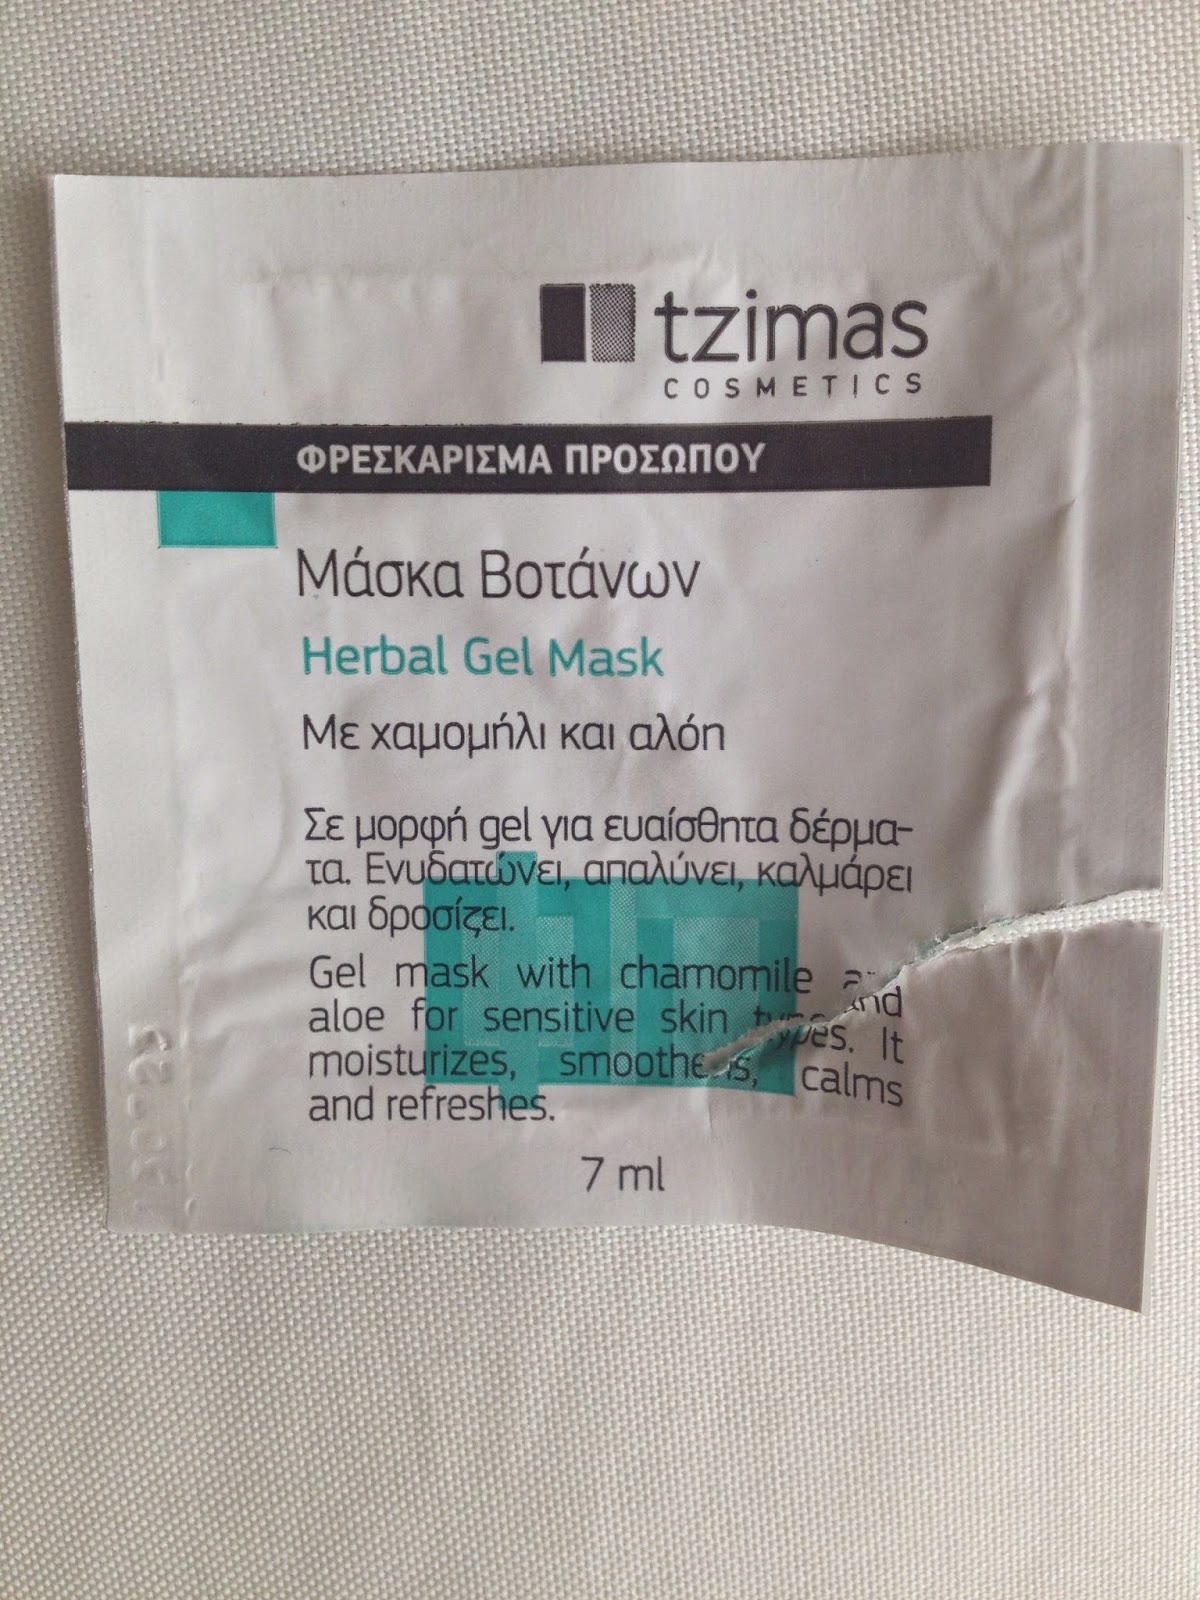 tzimas
COSMETICS
ΦΡΕΣΚΑΡΙΣΜΑ ΠΡΟΣΩΠΟΥ
Μάσκα Βοτάνων
Herbal Gel Mask
Με χαμομήλι και αλόη
Σε μορφή gel για ευαίσθητα δέρμα-
τα. Ενυδατώνει, απαλύνει, καλμάρει
και δροσίζει.
Gel mask with chamomile and
aloe for sensitive skin types. It
moisturizes, smoothens, calms
and refreshes.
7 ml